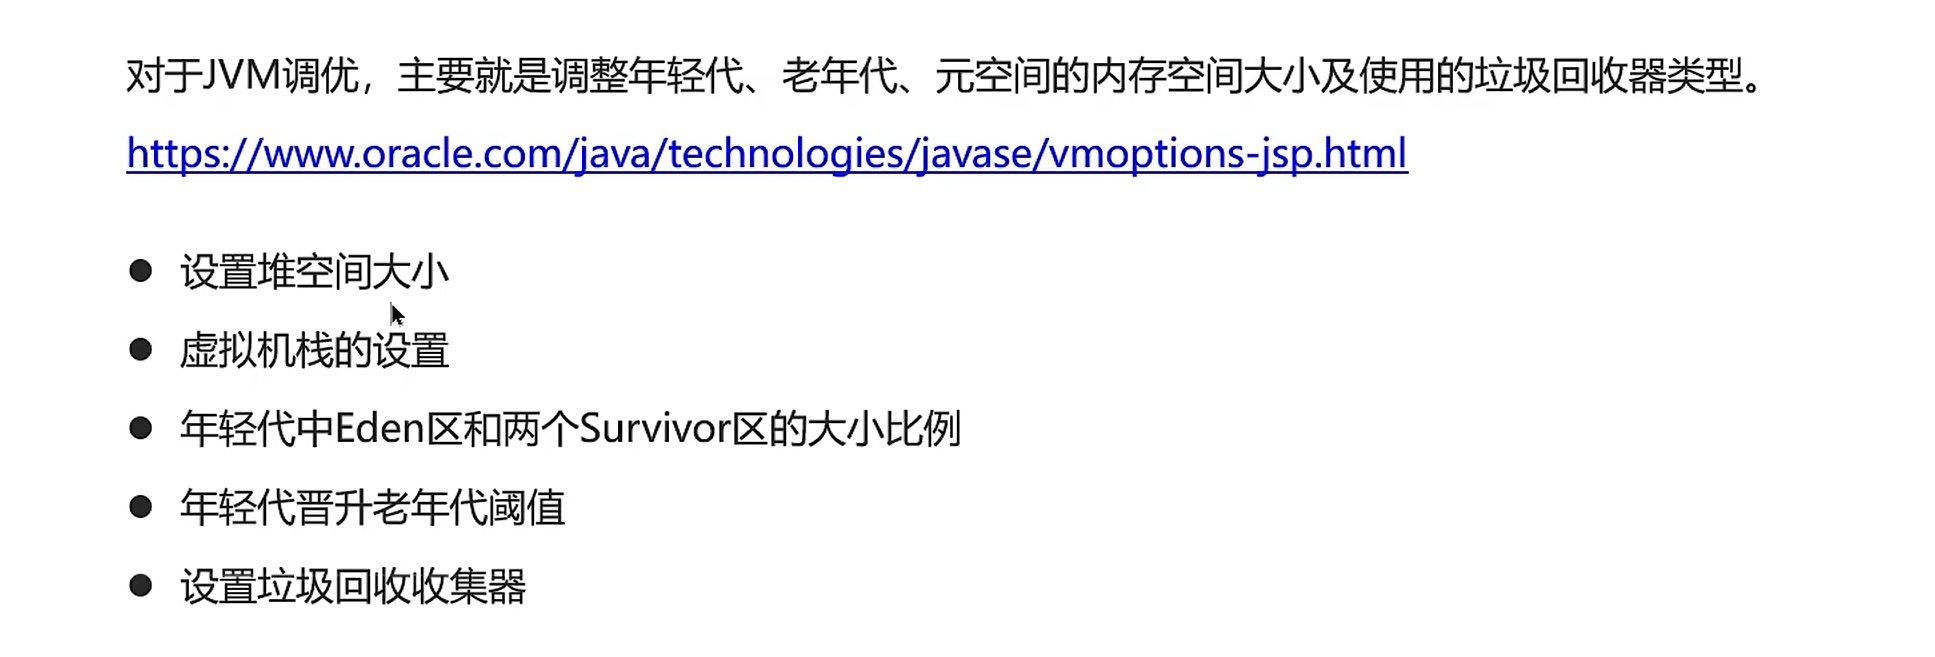 对于JVM调优，主要就是调整年轻代、老年代、元空间的内存空间大小及使用的垃圾回收器类型。
https://www.oracle.com/java/technologies/javase/vmoptions-jsp.html
● 设置堆空间大小
● 虚拟机栈的设置
● 年轻代中Eden区和两个Survivor区的大小比例
● 年轻代晋升老年代阈值
● 设置垃圾回收收集器